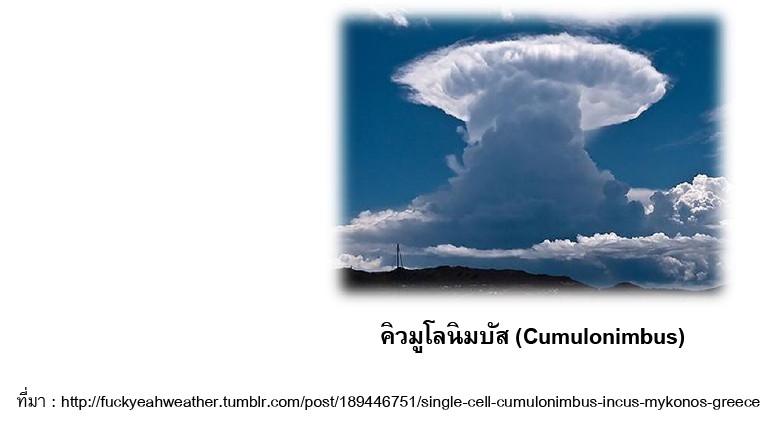 คิวมูโลนิมบัส (Cumulonimbus)
ที่มา : http://fuckyeahweather.tumblr.com/post/189446751/single-cell-cumulonimbus-incus-mykonos-greece